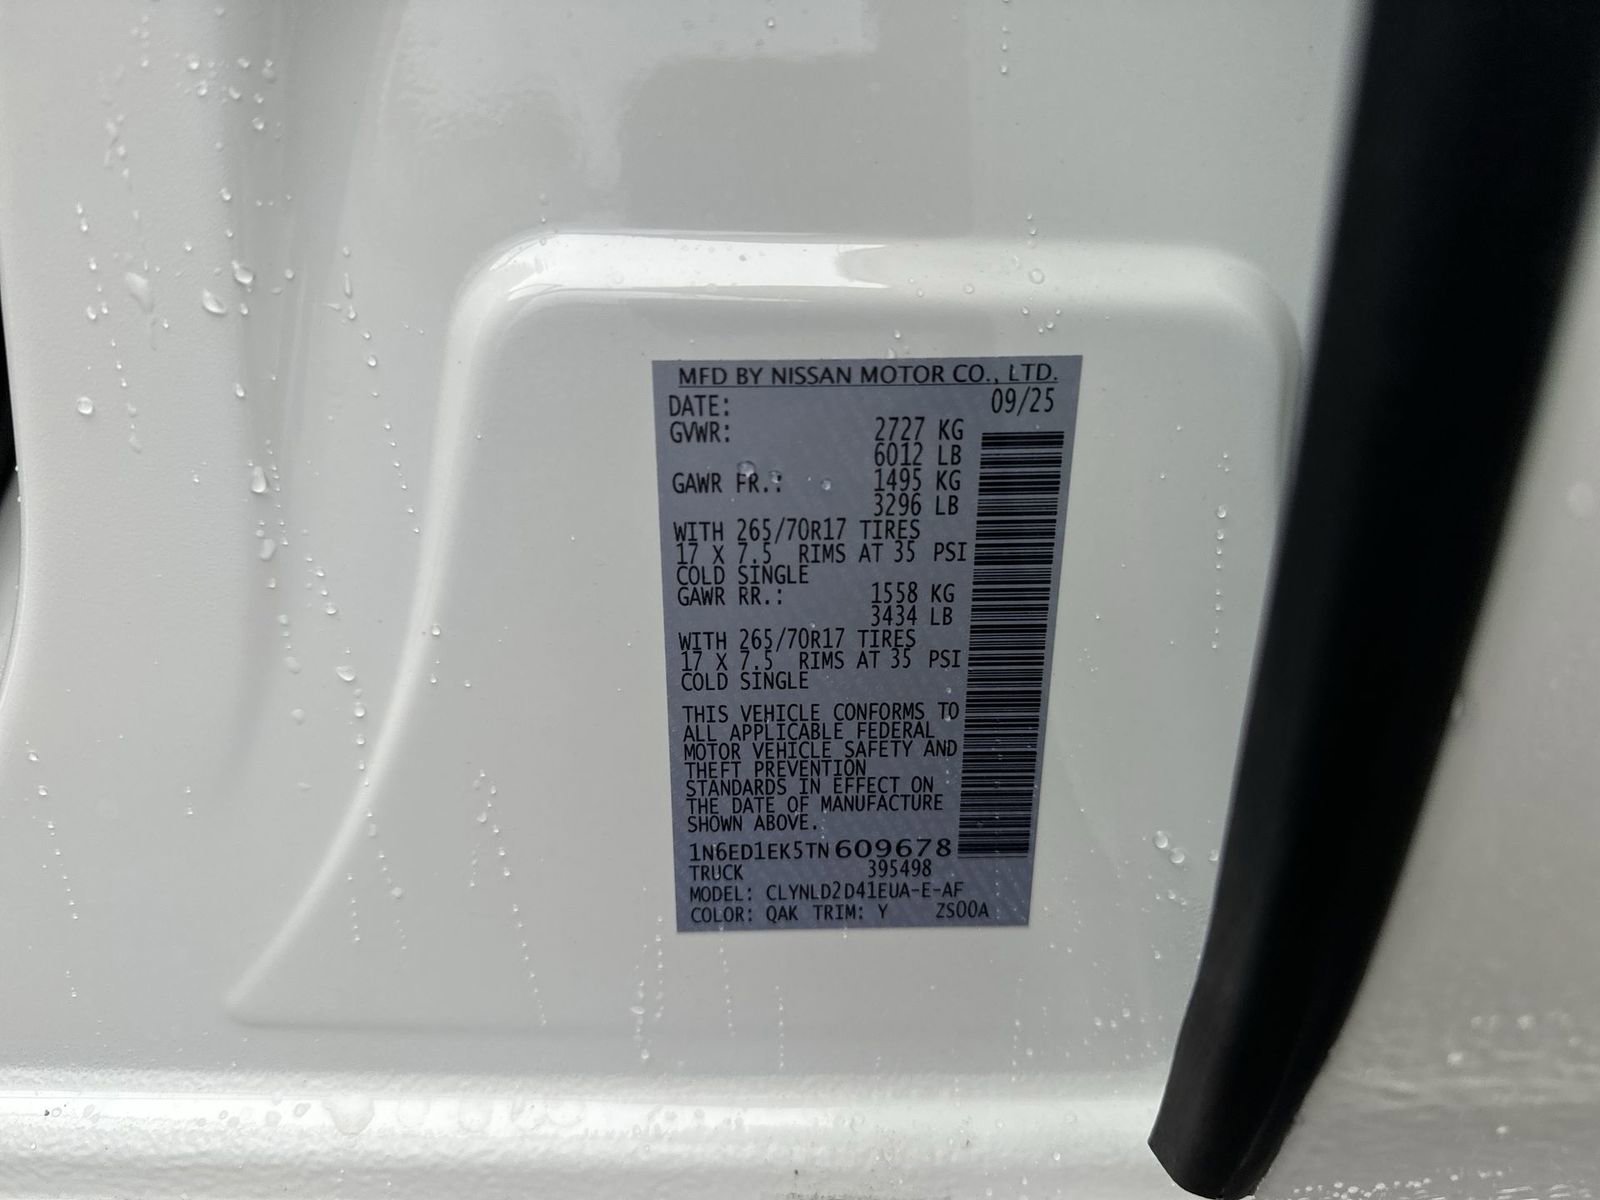 MFD BY NISSAN MOTOR CO., LTD.
DATE: 09/25
GVWR: 2727 KG
6012 LB
GAWR FR.: 1495 KG
3296 LB
WITH 265/70R17 TIRES
17 X 7.5 RIMS AT 35 PSI
COLD SINGLE
GAWR RR.: 1558 KG
3434 LB
WITH 265/70R17 TIRES
17 X 7.5 RIMS AT 35 PSI
COLD SINGLE
THIS VEHICLE CONFORMS TO
ALL APPLICABLE FEDERAL
MOTOR VEHICLE SAFETY AND
THEFT PREVENTION
STANDARDS IN EFFECT ON
THE DATE OF MANUFACTURE
SHOWN ABOVE.
1N6ED1EK5TN609678
TRUCK 395498
MODEL: CLYNLD2D41EUA-E-AF
COLOR: QAK TRIM: Y ZS00A